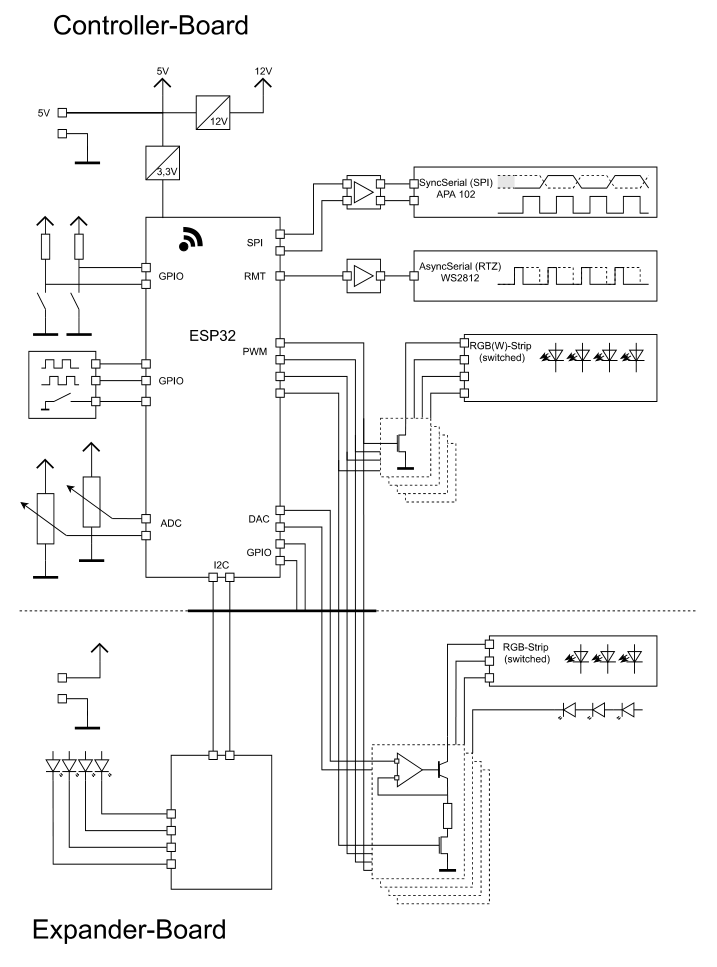 Controller-Board
5V
12V
5V
12V
3,3V
SyncSerial (SPI)
APA 102
SPI
AsyncSerial (RTZ)
WS2812
GPIO
RMT
ESP32
RGB(W)-Strip
(switched)
PWM
GPIO
ADC
DAC
GPIO
I2C
RGB-Strip
(switched)
Expander-Board